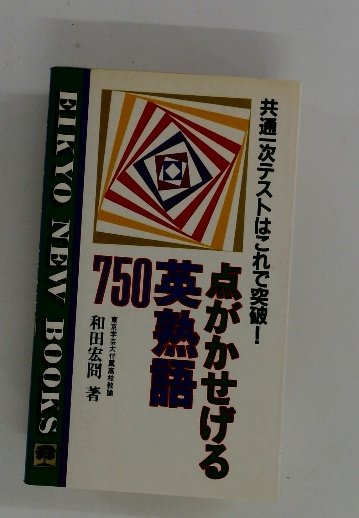 共通一次テストはこれで突破!
点がかせげる
英熟語
750
東京学芸大付属高校教諭
和田宏問 著
EIKYO NEW BOOKS